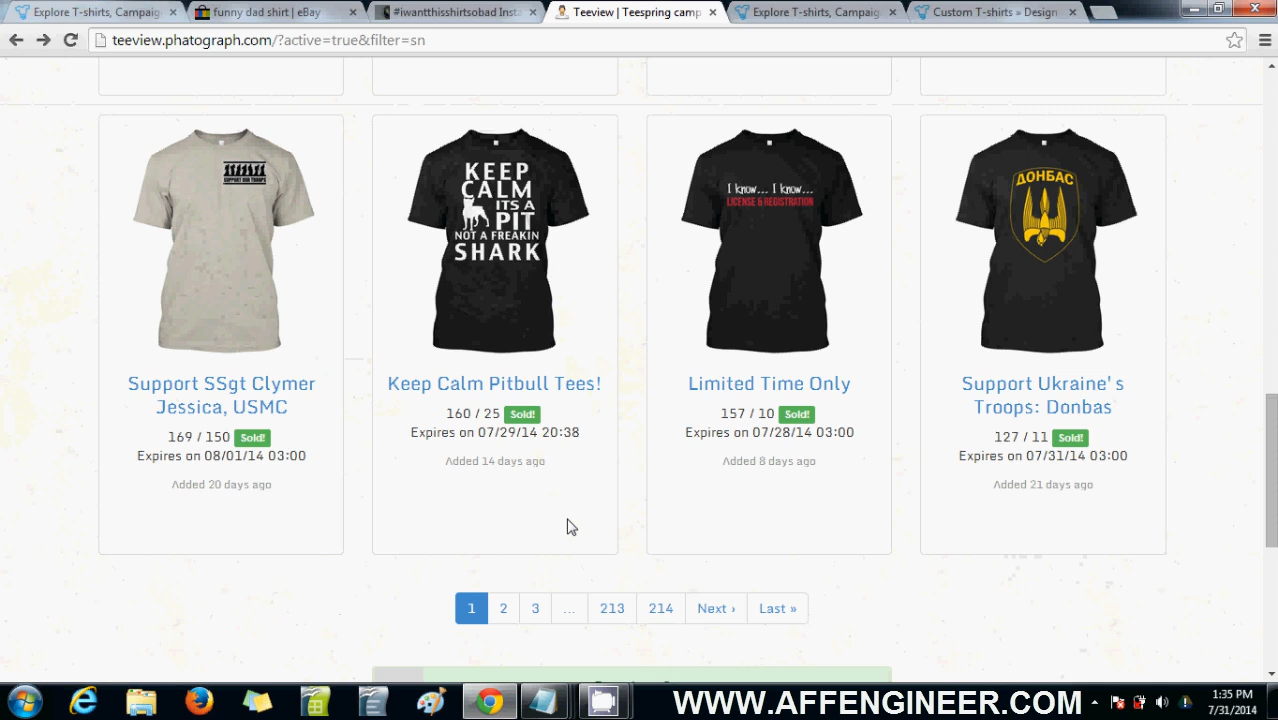 Explore T-shirts, Campaig
funny dad shirt | eBay
#iwantthisshirtsobad Insta
Teeview | Teespring camp
Explore T-shirts, Campaig
Custom T-shirts » Design
teeview.phatograph.com/?active=true&filter=sn
SUPPORT OUR TROOPS
KEEP
CALM
ITS A
PIT
NOT A FREAKIN
SHARK
I know... I know...
LICENSE & REGISTRATION
ДОНБАС
Support SSgt Clymer
Jessica, USMC
169 / 150 Sold!
Expires on 08/01/14 03:00
Added 20 days ago
Keep Calm Pitbull Tees!
160 / 25 Sold!
Expires on 07/29/14 20:38
Added 14 days ago
Limited Time Only
157 / 10 Sold!
Expires on 07/28/14 03:00
Added 8 days ago
Support Ukraine's
Troops: Donbas
127 / 11 Sold!
Expires on 07/31/14 03:00
Added 21 days ago
1 2 3 ... 213 214 Next › Last »
WWW.AFFENGINEER.COM
1:35 PM
7/31/2014